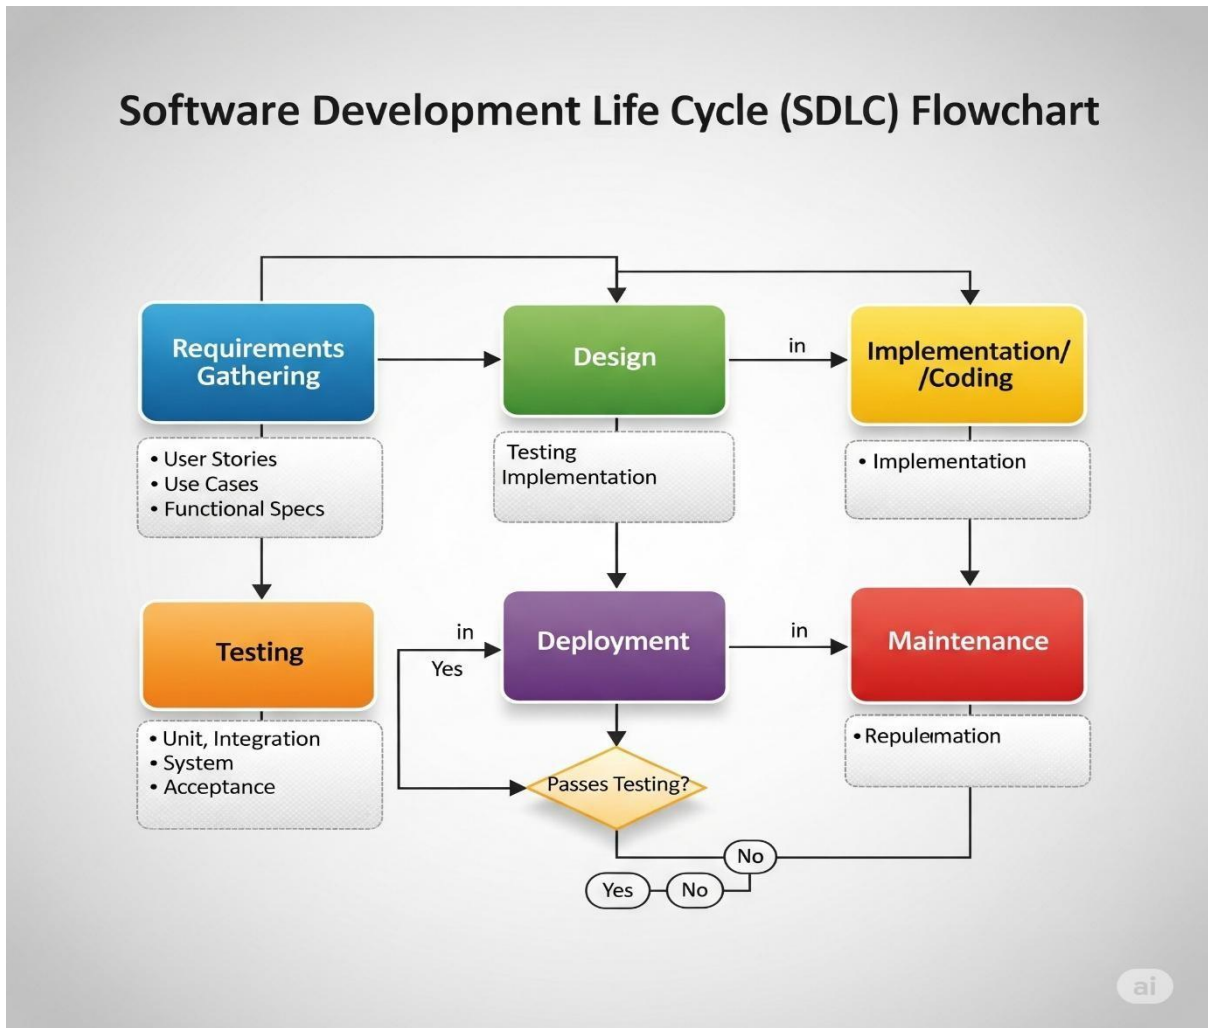 Software Development Life Cycle (SDLC) Flowchart
Requirements
Gathering
Design
in
Implementation/
/Coding
• User Stories
• Use Cases
• Functional Specs
Testing
Implementation
• Implementation
Testing
in
Yes
Deployment
in
Maintenance
• Unit, Integration
• System
• Acceptance
Passes Testing?
•
No
Yes
No
ai